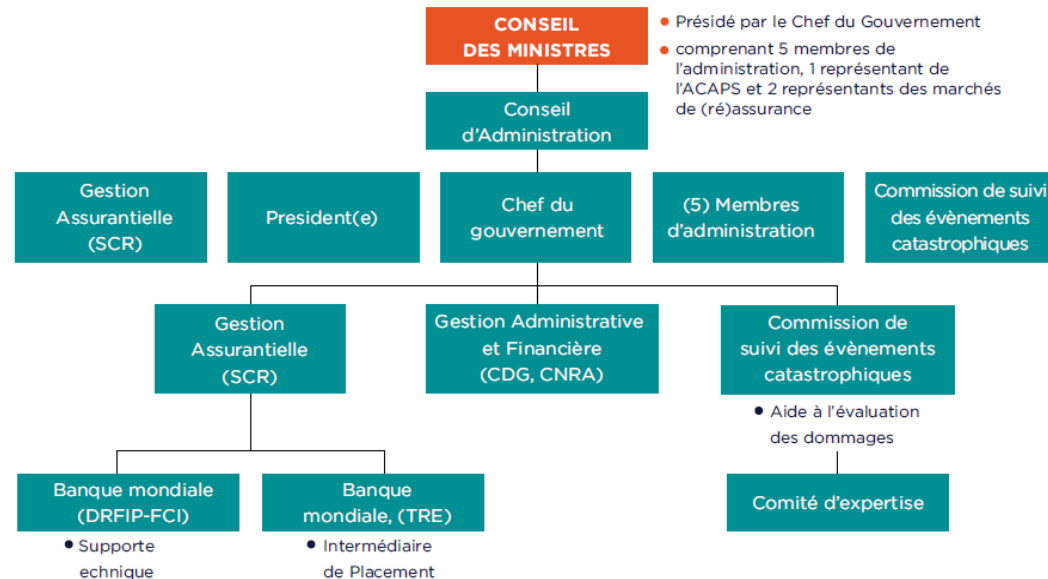 CONSEIL
DES MINISTRES
• Présidé par le Chef du Gouvernement
• comprenant 5 membres de
l'administration, 1 représentant de
l'ACAPS et 2 représentants des marchés
de (ré)assurance
Conseil
d'Administration
Gestion
Assurantielle
(SCR)
President(e)
Chef du
gouvernement
(5) Membres
d'administration
Commission de suivi
des évènements
catastrophiques
Gestion
Assurantielle
(SCR)
Gestion Administrative
et Financière
(CDG, CNRA)
Commission de
suivi des évènements
catastrophiques
• Aide à l'évaluation
des dommages
Banque mondiale
(DRFIP-FCI)
• Supporte
echnique
Banque
mondiale, (TRE)
• Intermédiaire
de Placement
Comité d'expertise